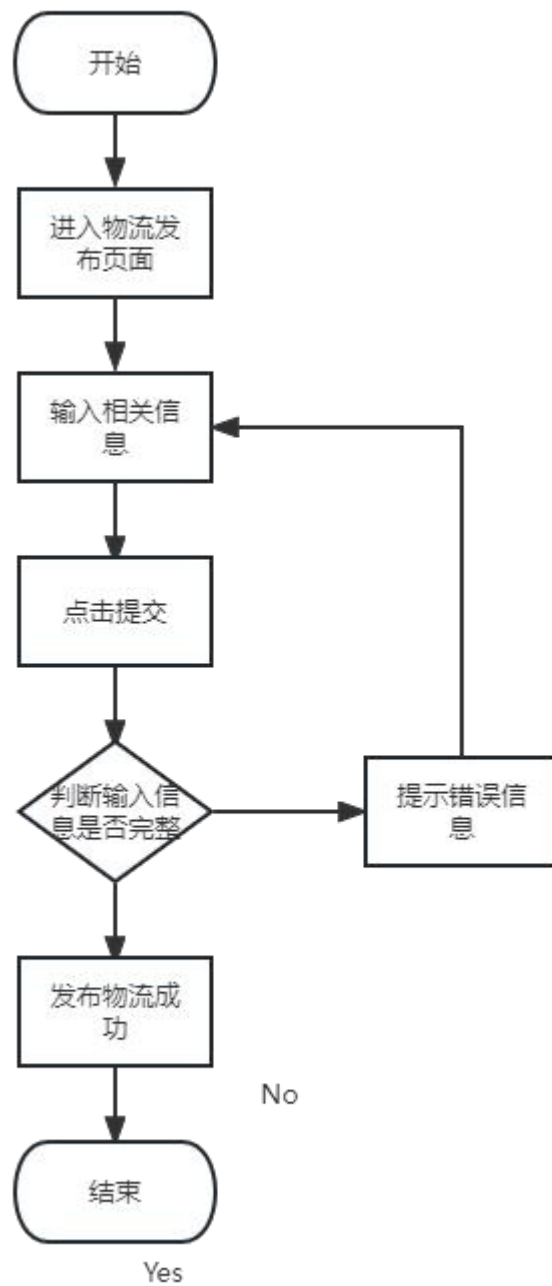 开始
进入物流发
布页面
输入相关信
息
点击提交
判断输入信
息是否完整
提示错误信
息
发布物流成
功
No
结束
Yes